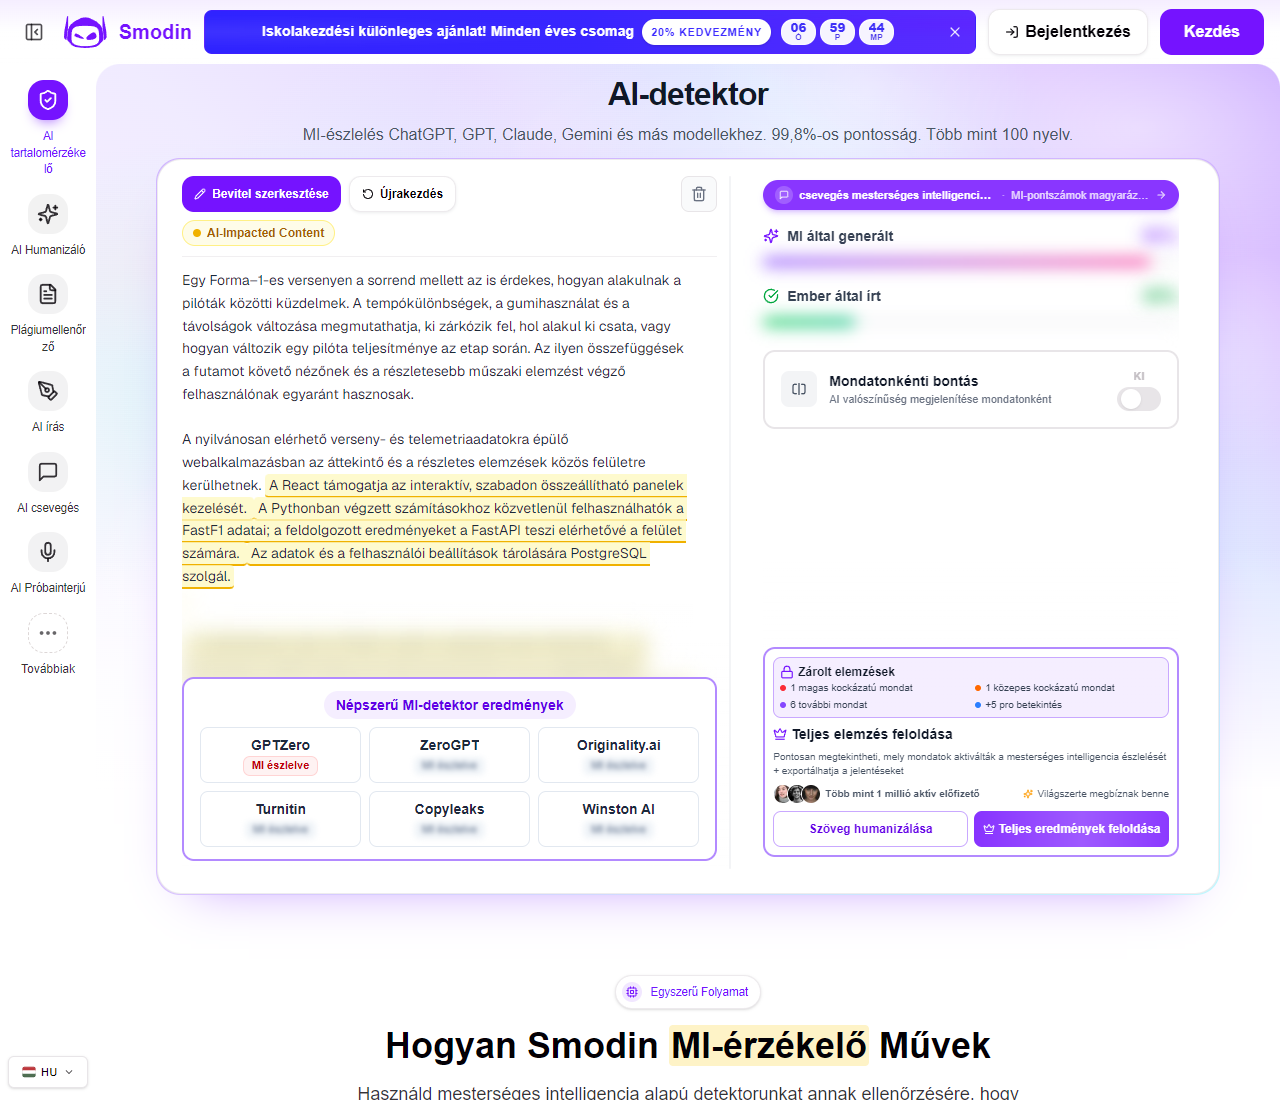 Smodin
Iskolakezdési különleges ajánlat! Minden éves csomag
20% KEDVEZMÉNY
06 Ó
59 P
44 MP
Bejelentkezés
Kezdés
AI tartalomérzékelő
AI Humanizáló
Plágiumellenőrző
AI írás
AI csevegés
AI Próbainterjú
Továbbiak
AI-detektor
MI-észlelés ChatGPT, GPT, Claude, Gemini és más modellekhez. 99,8%-os pontosság. Több mint 100 nyelv.
Bevitel szerkesztése
Újrakezdés
AI-Impacted Content
Egy Forma–1-es versenyen a sorrend mellett az is érdekes, hogyan alakulnak a
pilóták közötti küzdelmek. A tempókülönbségek, a gumihasználat és a
távolságok változása megmutathatja, ki zárkózik fel, hol alakul ki csata, vagy
hogyan változik egy pilóta teljesítménye az etap során. Az ilyen összefüggések
a futamot követő nézőnek és a részletesebb műszaki elemzést végző
felhasználónak egyaránt hasznosak.
A nyilvánosan elérhető verseny- és telemetriaadatokra épülő
webalkalmazásban az áttekintő és a részletes elemzések közös felületre
kerülhetnek. A React támogatja az interaktív, szabadon összeállítható panelek
kezelését. A Pythonban végzett számításokhoz közvetlenül felhasználhatók a
FastF1 adatai; a feldolgozott eredményeket a FastAPI teszi elérhetővé a felület
számára. Az adatok és a felhasználói beállítások tárolására PostgreSQL
szolgál.
Népszerű MI-detektor eredmények
GPTZero
MI észlelve
ZeroGPT
Originality.ai
Turnitin
Copyleaks
Winston AI
csevegés mesterséges intelligenci... · MI-pontszámok magyaráz...
MI által generált
Ember által írt
Mondatonkénti bontás
AI valószínűség megjelenítése mondatonként
KI
Zárolt elemzések
1 magas kockázatú mondat
1 közepes kockázatú mondat
6 további mondat
+5 pro betekintés
Teljes elemzés feloldása
Pontosan megtekintheti, mely mondatok aktiválták a mesterséges intelligencia észlelését
+ exportálhatja a jelentéseket
Több mint 1 millió aktív előfizető
Világszerte megbíznak benne
Szöveg humanizálása
Teljes eredmények feloldása
Egyszerű Folyamat
Hogyan Smodin MI-érzékelő Művek
Használd mesterséges intelligencia alapú detektorunkat annak ellenőrzésére, hogy
HU